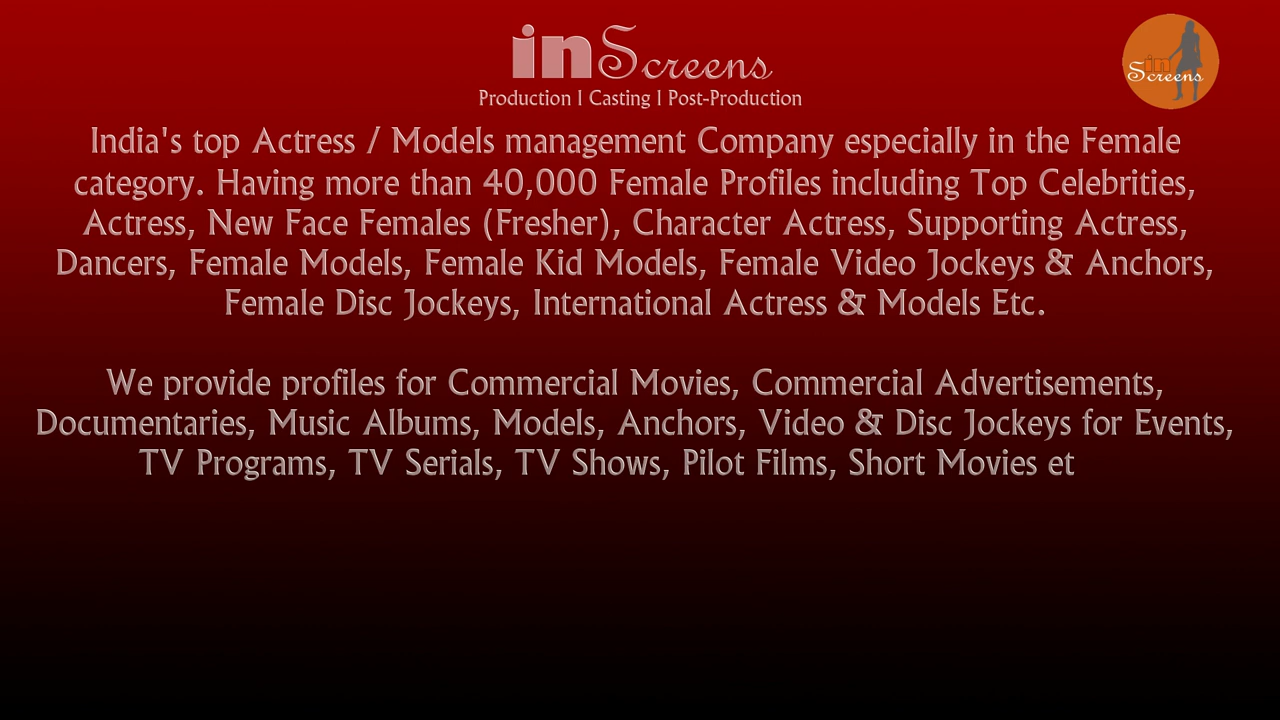 inScreens
in
Screens
Production | Casting | Post-Production
India's top Actress / Models management Company especially in the Female
category. Having more than 40,000 Female Profiles including Top Celebrities,
Actress, New Face Females (Fresher), Character Actress, Supporting Actress,
Dancers, Female Models, Female Kid Models, Female Video Jockeys & Anchors,
Female Disc Jockeys, International Actress & Models Etc.
We provide profiles for Commercial Movies, Commercial Advertisements,
Documentaries, Music Albums, Models, Anchors, Video & Disc Jockeys for Events,
TV Programs, TV Serials, TV Shows, Pilot Films, Short Movies et